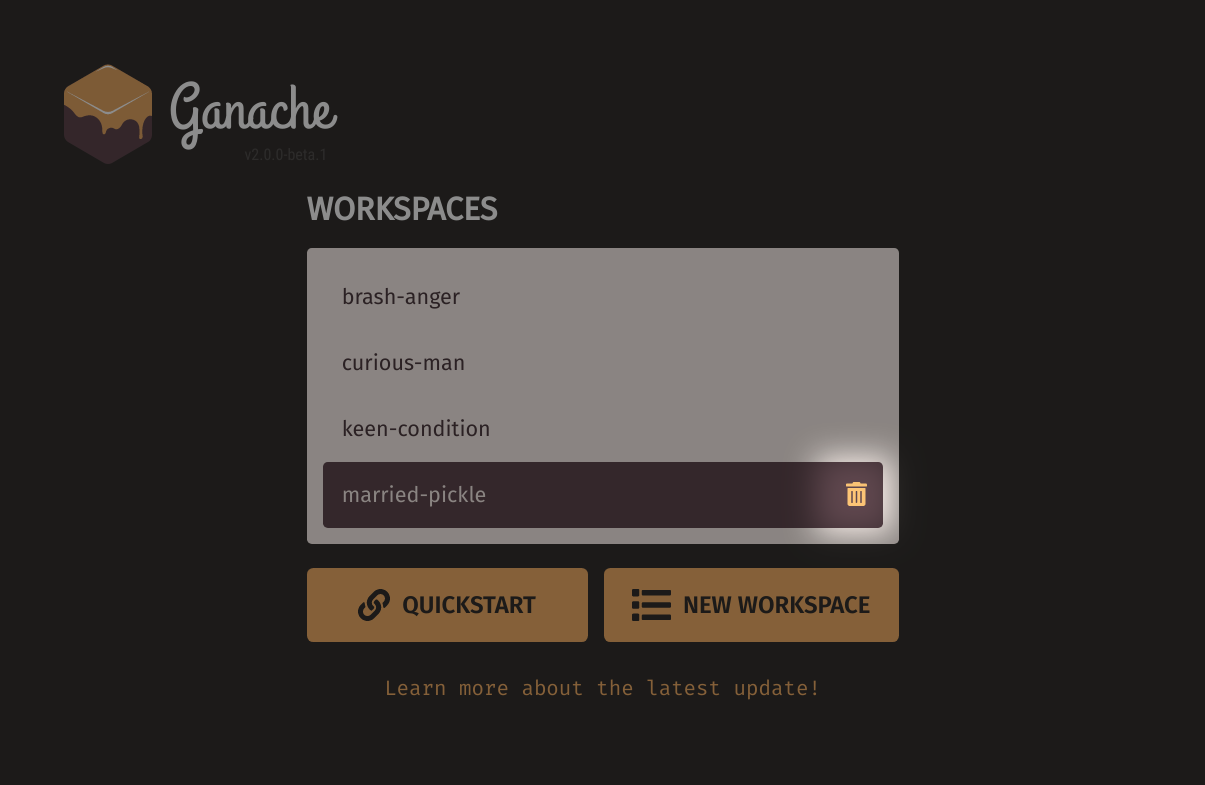 Ganache
v2.0.0-beta.1
WORKSPACES
brash-anger
curious-man
keen-condition
married-pickle
QUICKSTART
NEW WORKSPACE
Learn more about the latest update!